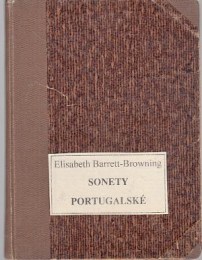 Elisabeth Barrett-Browning
SONETY
PORTUGALSKÉ